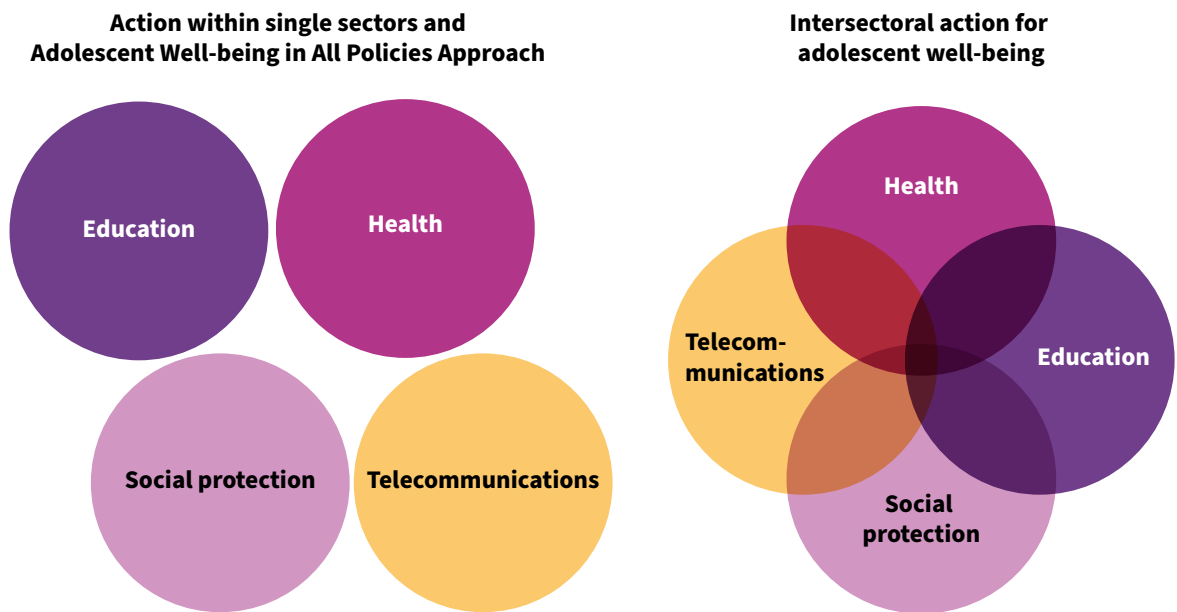 Action within single sectors and
Adolescent Well-being in All Policies Approach
Education
Health
Social protection
Telecommunications
Intersectoral action for
adolescent well-being
Health
Telecom-
munications
Education
Social
protection